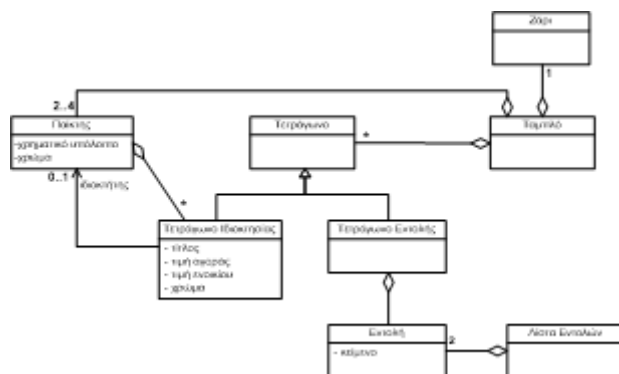 Ζάρι
1
2..4
Παίκτης
-χρηματικό υπόλοιπο
-χρώμα
Τετράγωνο
*
Ταμπλό
0..1
ιδιοκτήτης
*
Τετράγωνο Ιδιοκτησίας
- τίτλος
- τιμή αγοράς
- τιμή ενοικίου
- χρώμα
Τετράγωνο Εντολής
Εντολή
- κείμενο
2
Λίστα Εντολών